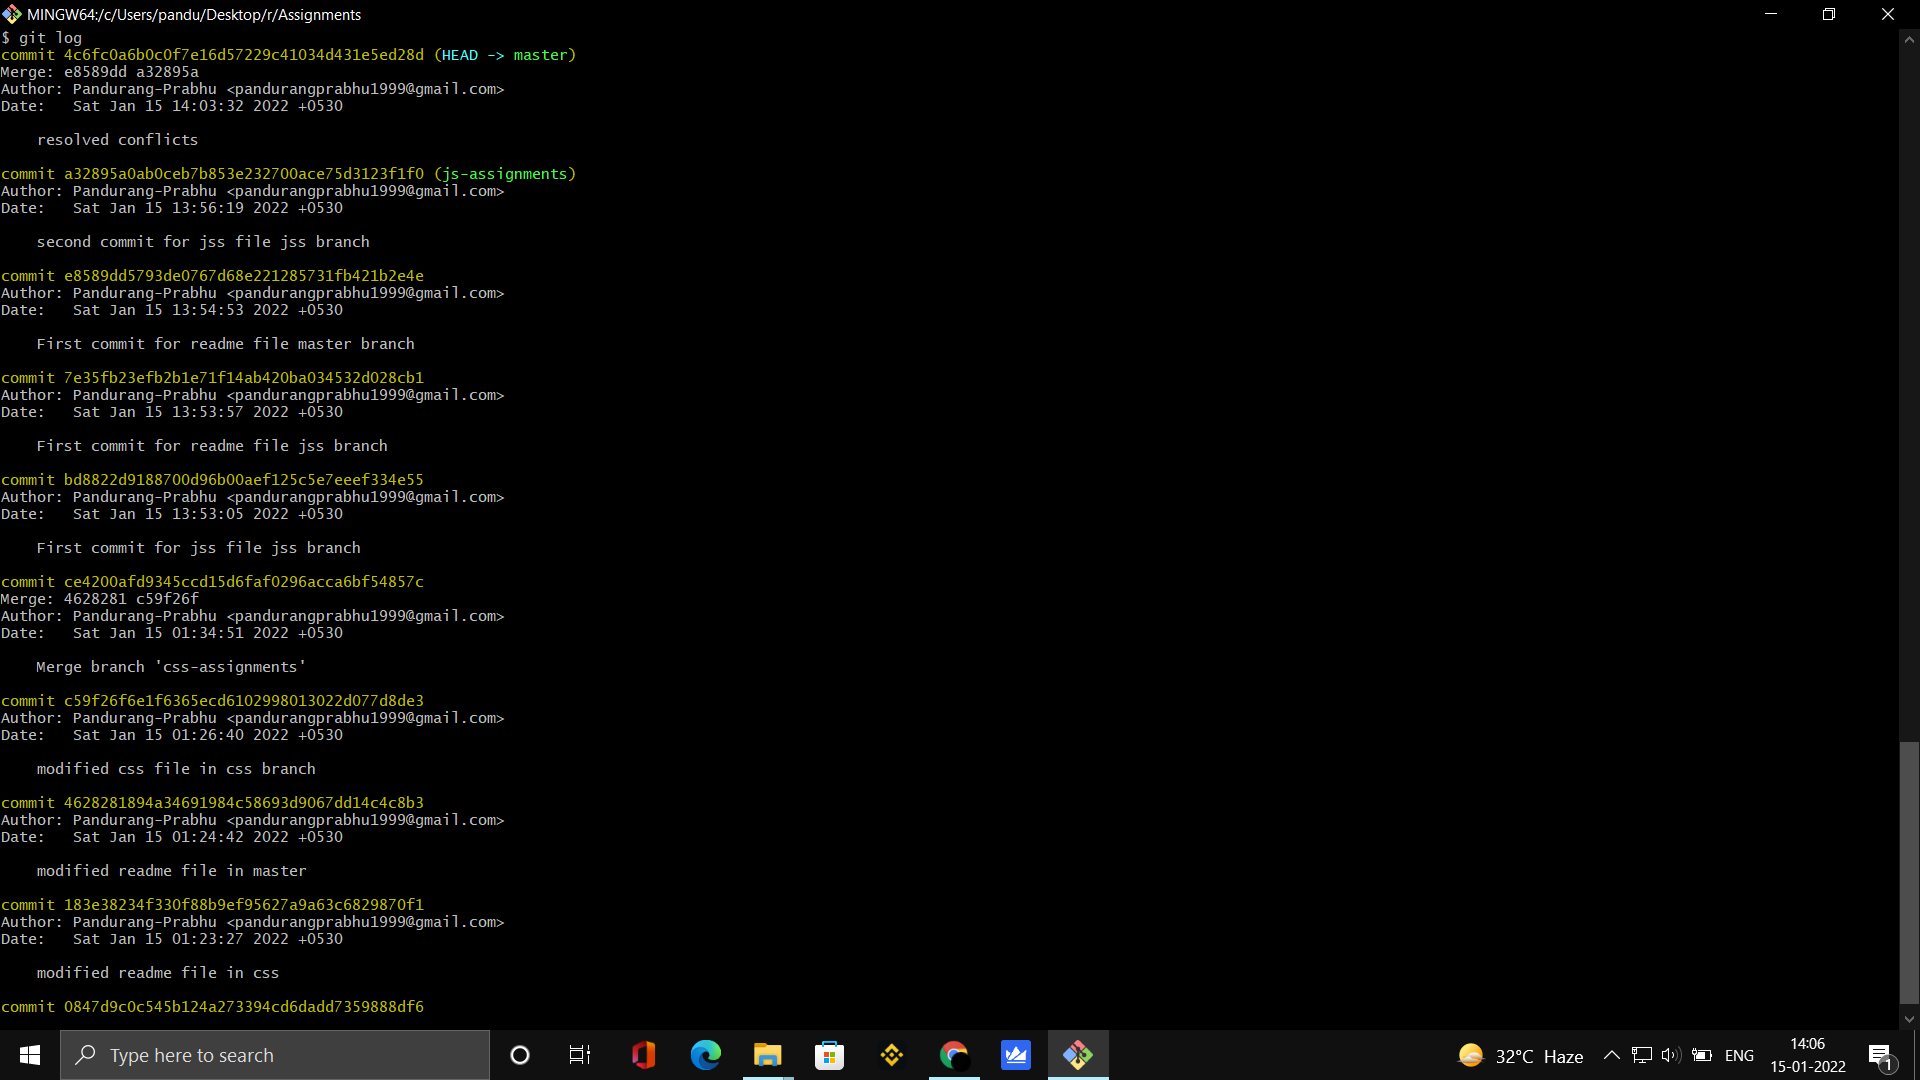 MINGW64:/c/Users/pandu/Desktop/r/Assignments
$ git log
commit 4c6fc0a6b0c0f7e16d57229c41034d431e5ed28d (HEAD -> master)
Merge: e8589dd a32895a
Author: Pandurang-Prabhu <pandurangprabhu1999@gmail.com>
Date:   Sat Jan 15 14:03:32 2022 +0530
resolved conflicts
commit a32895a0ab0ceb7b853e232700ace75d3123f1f0 (js-assignments)
Author: Pandurang-Prabhu <pandurangprabhu1999@gmail.com>
Date:   Sat Jan 15 13:56:19 2022 +0530
second commit for jss file jss branch
commit e8589dd5793de0767d68e221285731fb421b2e4e
Author: Pandurang-Prabhu <pandurangprabhu1999@gmail.com>
Date:   Sat Jan 15 13:54:53 2022 +0530
First commit for readme file master branch
commit 7e35fb23efb2b1e71f14ab420ba034532d028cb1
Author: Pandurang-Prabhu <pandurangprabhu1999@gmail.com>
Date:   Sat Jan 15 13:53:57 2022 +0530
First commit for readme file jss branch
commit bd8822d9188700d96b00aef125c5e7eeef334e55
Author: Pandurang-Prabhu <pandurangprabhu1999@gmail.com>
Date:   Sat Jan 15 13:53:05 2022 +0530
First commit for jss file jss branch
commit ce4200afd9345ccd15d6faf0296acca6bf54857c
Merge: 4628281 c59f26f
Author: Pandurang-Prabhu <pandurangprabhu1999@gmail.com>
Date:   Sat Jan 15 01:34:51 2022 +0530
Merge branch 'css-assignments'
commit c59f26f6e1f6365ecd6102998013022d077d8de3
Author: Pandurang-Prabhu <pandurangprabhu1999@gmail.com>
Date:   Sat Jan 15 01:26:40 2022 +0530
modified css file in css branch
commit 4628281894a34691984c58693d9067dd14c4c8b3
Author: Pandurang-Prabhu <pandurangprabhu1999@gmail.com>
Date:   Sat Jan 15 01:24:42 2022 +0530
modified readme file in master
commit 183e38234f330f88b9ef95627a9a63c6829870f1
Author: Pandurang-Prabhu <pandurangprabhu1999@gmail.com>
Date:   Sat Jan 15 01:23:27 2022 +0530
modified readme file in css
commit 0847d9c0c545b124a273394cd6dadd7359888df6
Type here to search
32°C Haze
ENG
14:06
15-01-2022
1